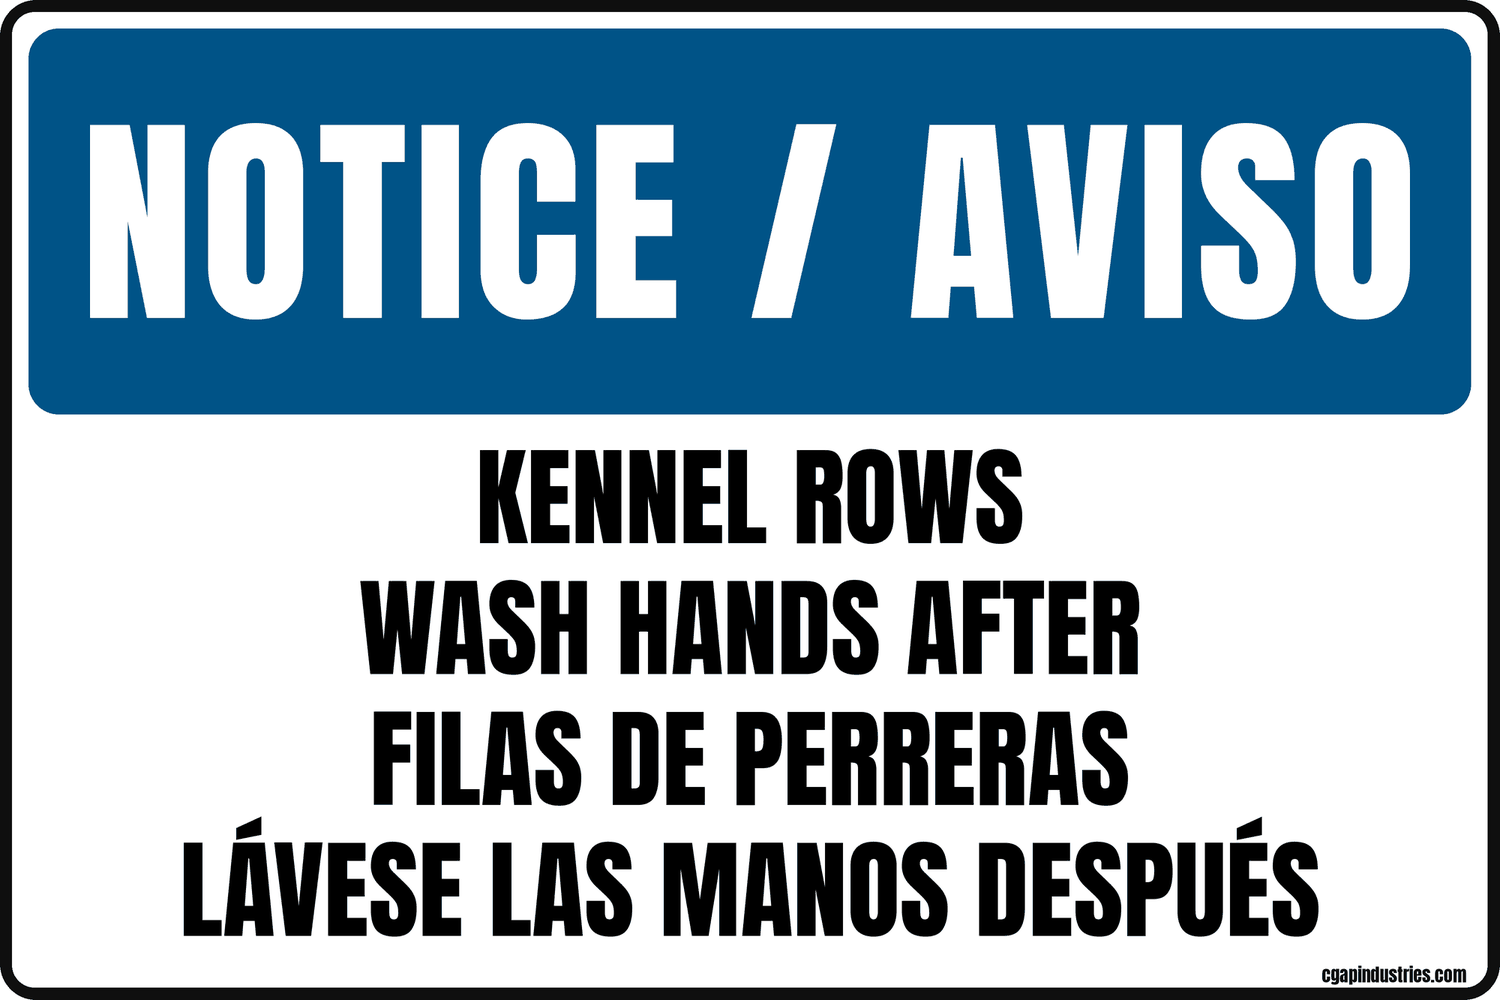 NOTICE / AVISO
KENNEL ROWS
WASH HANDS AFTER
FILAS DE PERRERAS
LÁVESE LAS MANOS DESPUÉS
cgapindustries.com